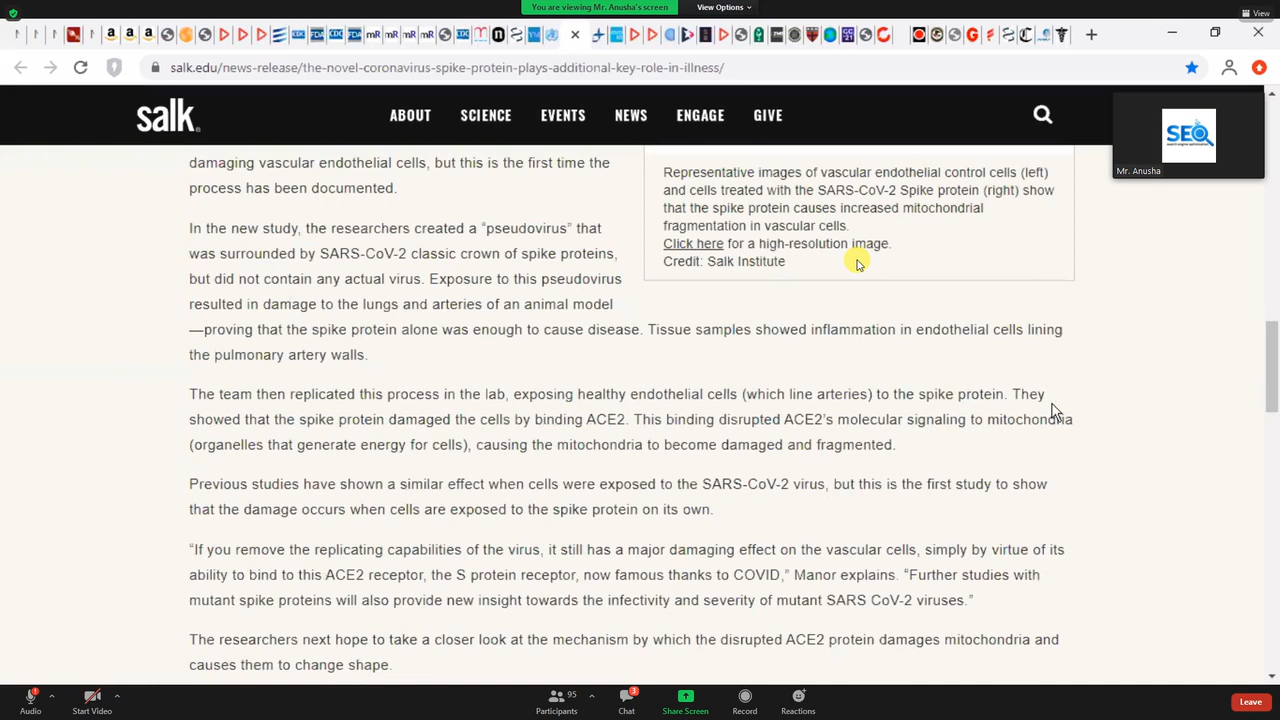 You are viewing Mr. Anusha's screen
View Options
View
salk.edu/news-release/the-novel-coronavirus-spike-protein-plays-additional-key-role-in-illness/
salk
ABOUT SCIENCE EVENTS NEWS ENGAGE GIVE
SEO
Mr. Anusha
damaging vascular endothelial cells, but this is the first time the
process has been documented.
In the new study, the researchers created a “pseudovirus” that
was surrounded by SARS-CoV-2 classic crown of spike proteins,
but did not contain any actual virus. Exposure to this pseudovirus
resulted in damage to the lungs and arteries of an animal model
—proving that the spike protein alone was enough to cause disease. Tissue samples showed inflammation in endothelial cells lining
the pulmonary artery walls.
Representative images of vascular endothelial control cells (left)
and cells treated with the SARS-CoV-2 Spike protein (right) show
that the spike protein causes increased mitochondrial
fragmentation in vascular cells.
Click here for a high-resolution image.
Credit: Salk Institute
The team then replicated this process in the lab, exposing healthy endothelial cells (which line arteries) to the spike protein. They
showed that the spike protein damaged the cells by binding ACE2. This binding disrupted ACE2’s molecular signaling to mitochondria
(organelles that generate energy for cells), causing the mitochondria to become damaged and fragmented.
Previous studies have shown a similar effect when cells were exposed to the SARS-CoV-2 virus, but this is the first study to show
that the damage occurs when cells are exposed to the spike protein on its own.
“If you remove the replicating capabilities of the virus, it still has a major damaging effect on the vascular cells, simply by virtue of its
ability to bind to this ACE2 receptor, the S protein receptor, now famous thanks to COVID,” Manor explains. “Further studies with
mutant spike proteins will also provide new insight towards the infectivity and severity of mutant SARS CoV-2 viruses.”
The researchers next hope to take a closer look at the mechanism by which the disrupted ACE2 protein damages mitochondria and
causes them to change shape.
Audio
Start Video
Participants 95
Chat 3
Share Screen
Record
Reactions
Leave